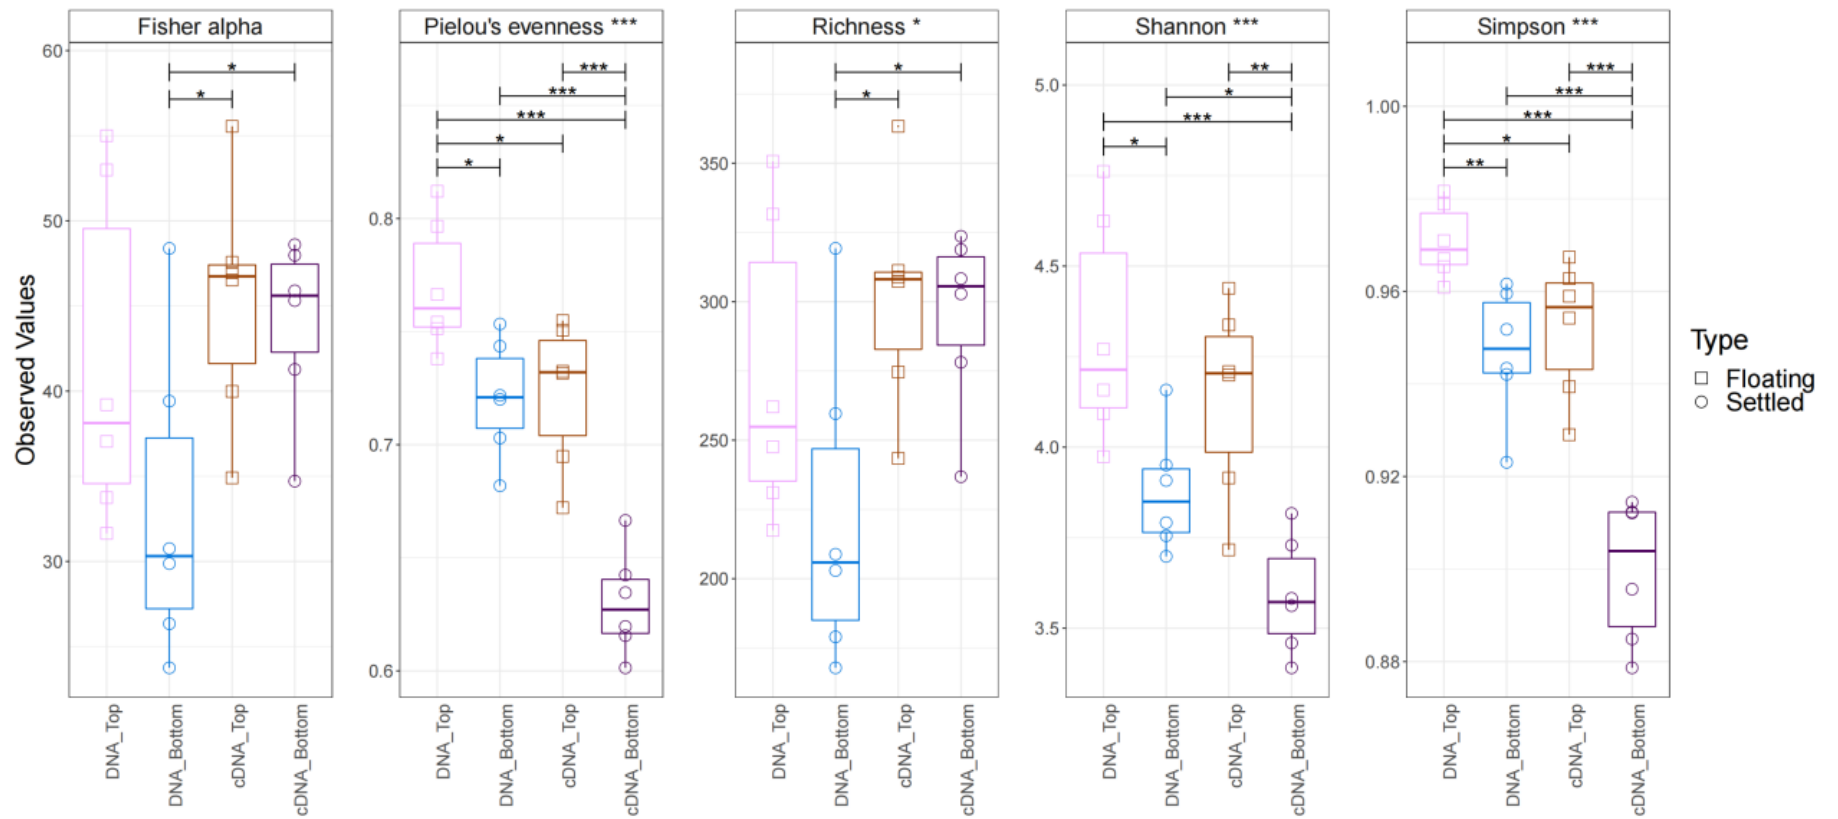 Fisher alpha
Pielou's evenness ***
Richness *
Shannon ***
Simpson ***
Observed Values
60
50
40
30
*
*
DNA_Top
DNA_Bottom
cDNA_Top
cDNA_Bottom
0.8
0.7
0.6
***
***
***
*
*
DNA_Top
DNA_Bottom
cDNA_Top
cDNA_Bottom
350
300
250
200
*
*
DNA_Top
DNA_Bottom
cDNA_Top
cDNA_Bottom
5.0
4.5
4.0
3.5
**
*
***
*
DNA_Top
DNA_Bottom
cDNA_Top
cDNA_Bottom
1.00
0.96
0.92
0.88
***
***
***
*
**
DNA_Top
DNA_Bottom
cDNA_Top
cDNA_Bottom
Type
Floating
Settled